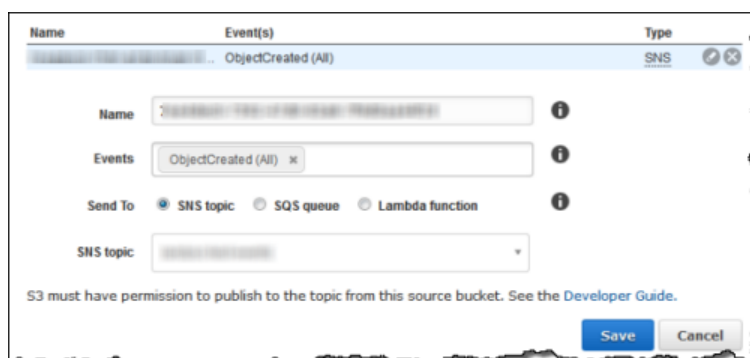 Name Event(s) Type
... ObjectCreated (All) SNS
Name
Events ObjectCreated (All) ×
Send To SNS topic SQS queue Lambda function
SNS topic
S3 must have permission to publish to the topic from this source bucket. See the Developer Guide.
Save Cancel